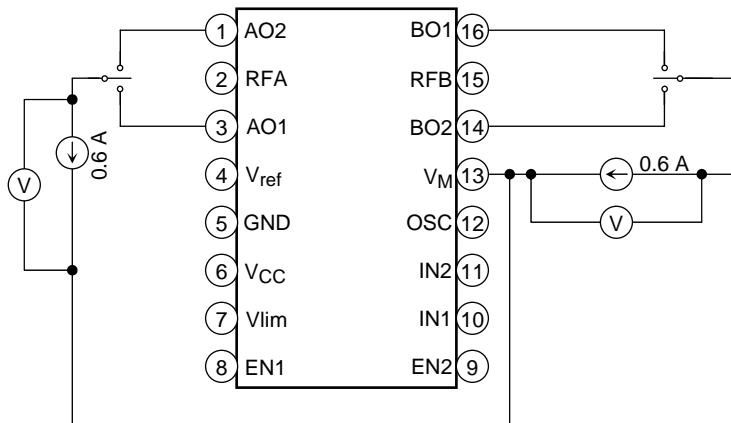 1 AO2 BO1 16
2 RFA RFB 15
3 AO1 BO2 14
V 0.6 A
4 Vref VM 13 0.6 A
5 GND OSC 12 V
6 VCC IN2 11
7 Vlim IN1 10
8 EN1 EN2 9